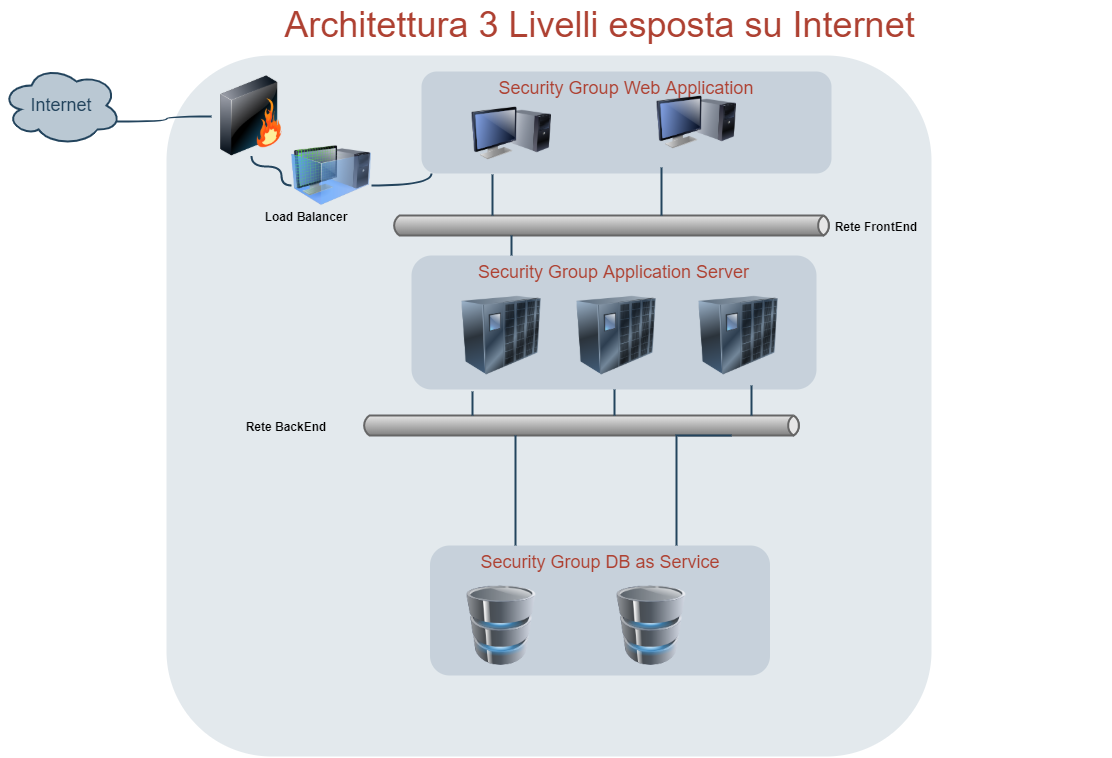 Architettura 3 Livelli esposta su Internet
Internet
Security Group Web Application
Load Balancer
Rete FrontEnd
Security Group Application Server
Rete BackEnd
Security Group DB as Service